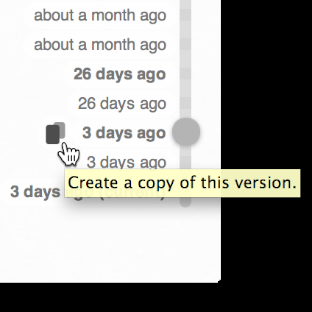 about a month ago
about a month ago
26 days ago
26 days ago
3 days ago
3 days ago
Create a copy of this version.
3 days